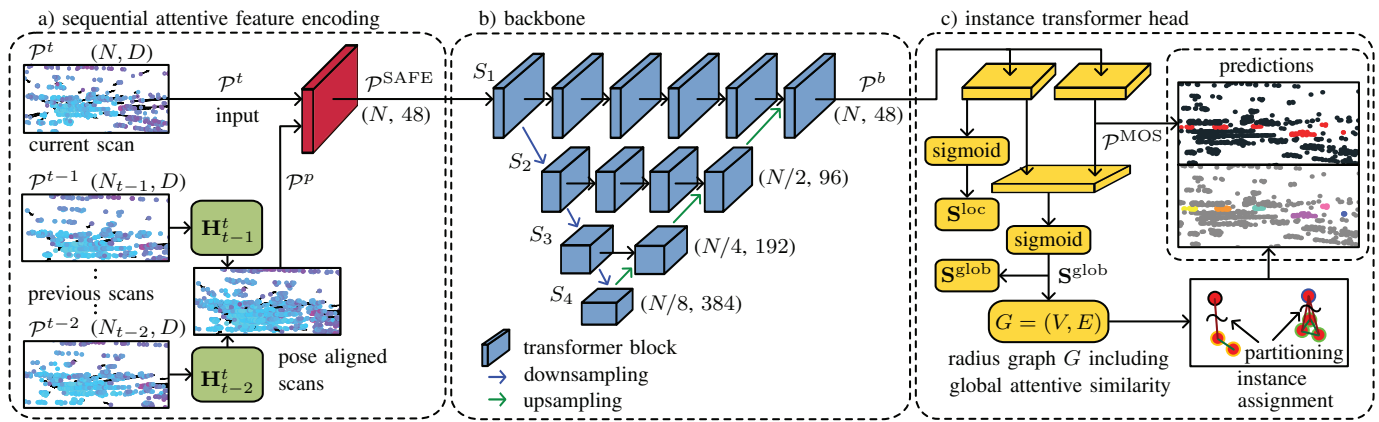 a) sequential attentive feature encoding
𝒫^t (N, D)
current scan
𝒫^t
input
𝒫^SAFE
(N, 48)
𝒫^p
𝒫^{t−1} (N_{t−1}, D)
H^t_{t−1}
previous scans
𝒫^{t−2} (N_{t−2}, D)
H^t_{t−2}
pose aligned
scans
b) backbone
S_1
S_2
S_3
S_4
𝒫^b
(N, 48)
(N/2, 96)
(N/4, 192)
(N/8, 384)
transformer block
downsampling
upsampling
c) instance transformer head
sigmoid
S^loc
𝒫^MOS
sigmoid
S^glob
S^glob
G = (V, E)
radius graph G including
global attentive similarity
predictions
partitioning
instance
assignment